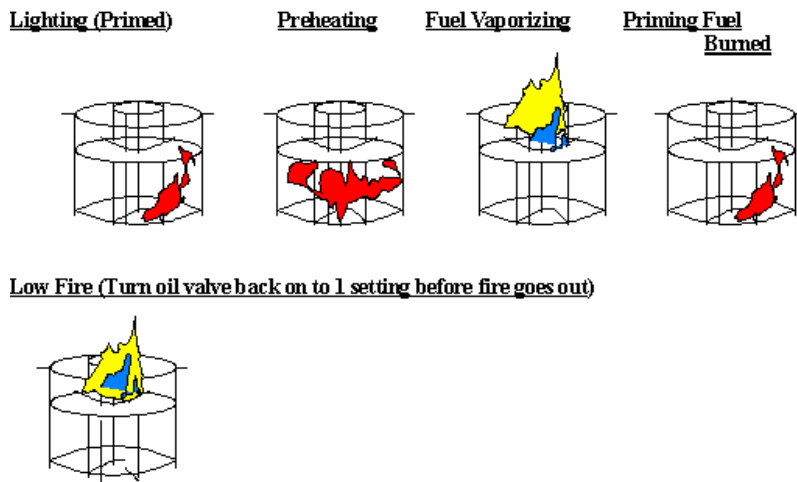 Lighting (Primed)
Preheating
Fuel Vaporizing
Priming Fuel
Burned
Low Fire (Turn oil valve back on to 1 setting before fire goes out)